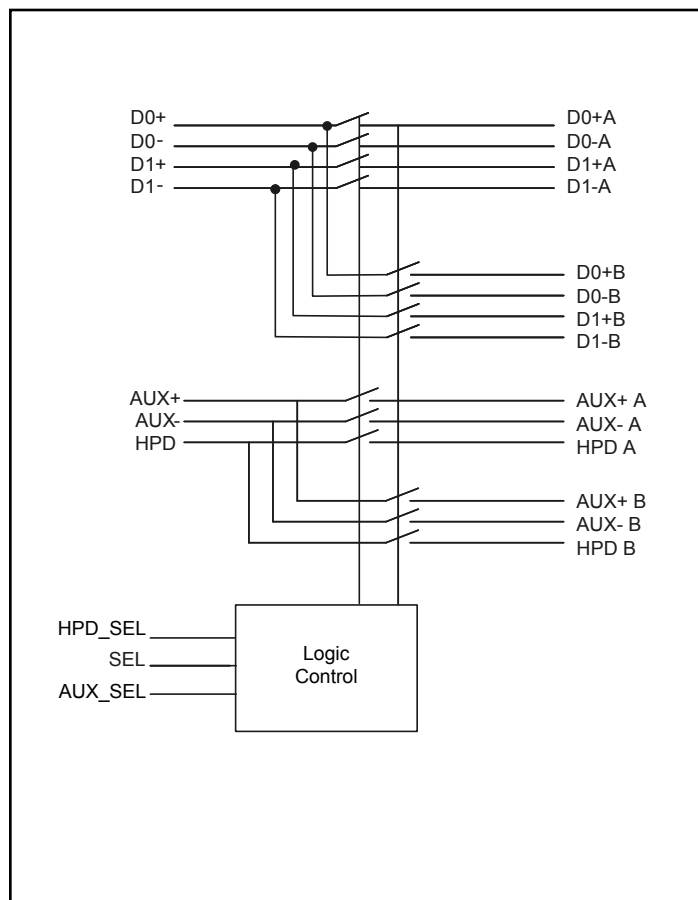 D0+ D0+A
D0- D0-A
D1+ D1+A
D1- D1-A
D0+B
D0-B
D1+B
D1-B
AUX+ AUX+ A
AUX- AUX- A
HPD HPD A
AUX+ B
AUX- B
HPD B
HPD_SEL
SEL
AUX_SEL
Logic
Control